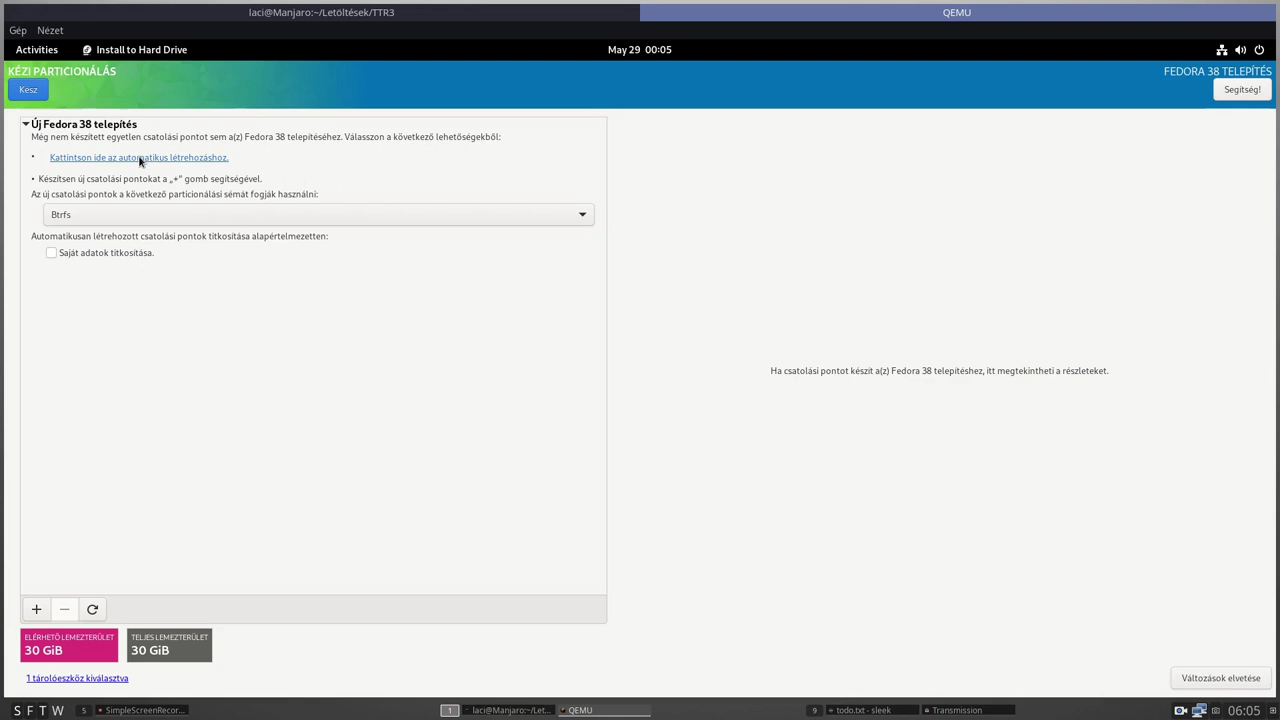 laci@Manjaro:~/Letöltések/TTR3
QEMU
Gép Nézet
Activities
Install to Hard Drive
May 29 00:05
KÉZI PARTICIONÁLÁS
FEDORA 38 TELEPÍTÉS
Kész
Segítség!
Új Fedora 38 telepítés
Még nem készített egyetlen csatolási pontot sem a(z) Fedora 38 telepítéséhez. Válasszon a következő lehetőségekből:
• Kattintson ide az automatikus létrehozáshoz.
• Készítsen új csatolási pontokat a „+” gomb segítségével.
Az új csatolási pontok a következő particionálási sémát fogják használni:
Btrfs
Automatikusan létrehozott csatolási pontok titkosítása alapértelmezetten:
Saját adatok titkosítása.
Ha csatolási pontot készít a(z) Fedora 38 telepítéshez, itt megtekintheti a részleteket.
ELÉRHETŐ LEMEZTERÜLET
30 GiB
TELJES LEMEZTERÜLET
30 GiB
1 tárolóeszköz kiválasztva
Változások elvetése
S F T W
5
SimpleScreenRecor...
1
laci@Manjaro:~/Let...
QEMU
9
todo.txt - sleek
Transmission
06:05